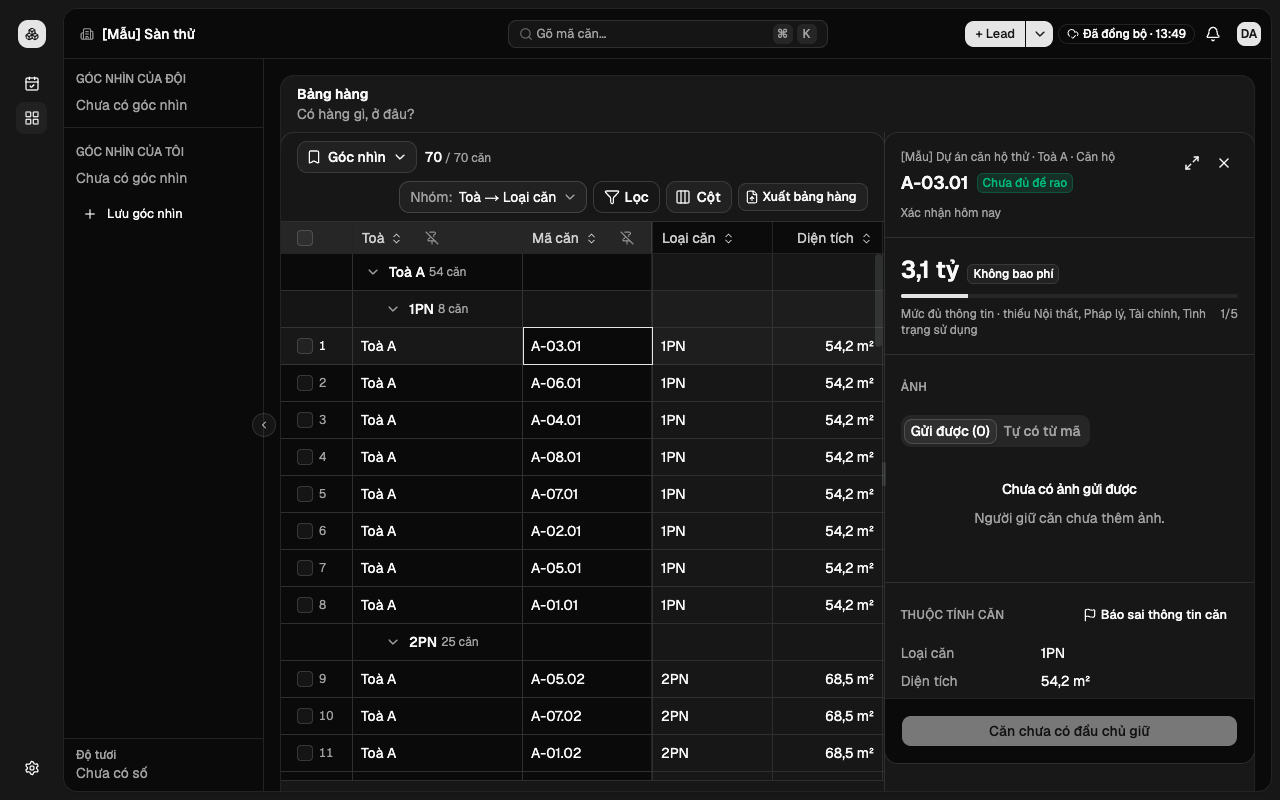 [Mẫu] Sàn thử
Gõ mã căn...
⌘ K
+ Lead
Đã đồng bộ · 13:49
DA
GÓC NHÌN CỦA ĐỘI
Chưa có góc nhìn
GÓC NHÌN CỦA TÔI
Chưa có góc nhìn
+ Lưu góc nhìn
Độ tươi
Chưa có số
Bảng hàng
Có hàng gì, ở đâu?
Góc nhìn
70 / 70 căn
Nhóm: Toà → Loại căn
Lọc
Cột
Xuất bảng hàng
Toà Mã căn Loại căn Diện tích
Toà A 54 căn
1PN 8 căn
1 Toà A A-03.01 1PN 54,2 m²
2 Toà A A-06.01 1PN 54,2 m²
3 Toà A A-04.01 1PN 54,2 m²
4 Toà A A-08.01 1PN 54,2 m²
5 Toà A A-07.01 1PN 54,2 m²
6 Toà A A-02.01 1PN 54,2 m²
7 Toà A A-05.01 1PN 54,2 m²
8 Toà A A-01.01 1PN 54,2 m²
2PN 25 căn
9 Toà A A-05.02 2PN 68,5 m²
10 Toà A A-07.02 2PN 68,5 m²
11 Toà A A-01.02 2PN 68,5 m²
[Mẫu] Dự án căn hộ thử · Toà A · Căn hộ
A-03.01 Chưa đủ để rao
Xác nhận hôm nay
3,1 tỷ Không bao phí
Mức đủ thông tin · thiếu Nội thất, Pháp lý, Tài chính, Tình 1/5
trạng sử dụng
ẢNH
Gửi được (0) Tự có từ mã
Chưa có ảnh gửi được
Người giữ căn chưa thêm ảnh.
THUỘC TÍNH CĂN
Báo sai thông tin căn
Loại căn 1PN
Diện tích 54,2 m²
Căn chưa có đầu chủ giữ